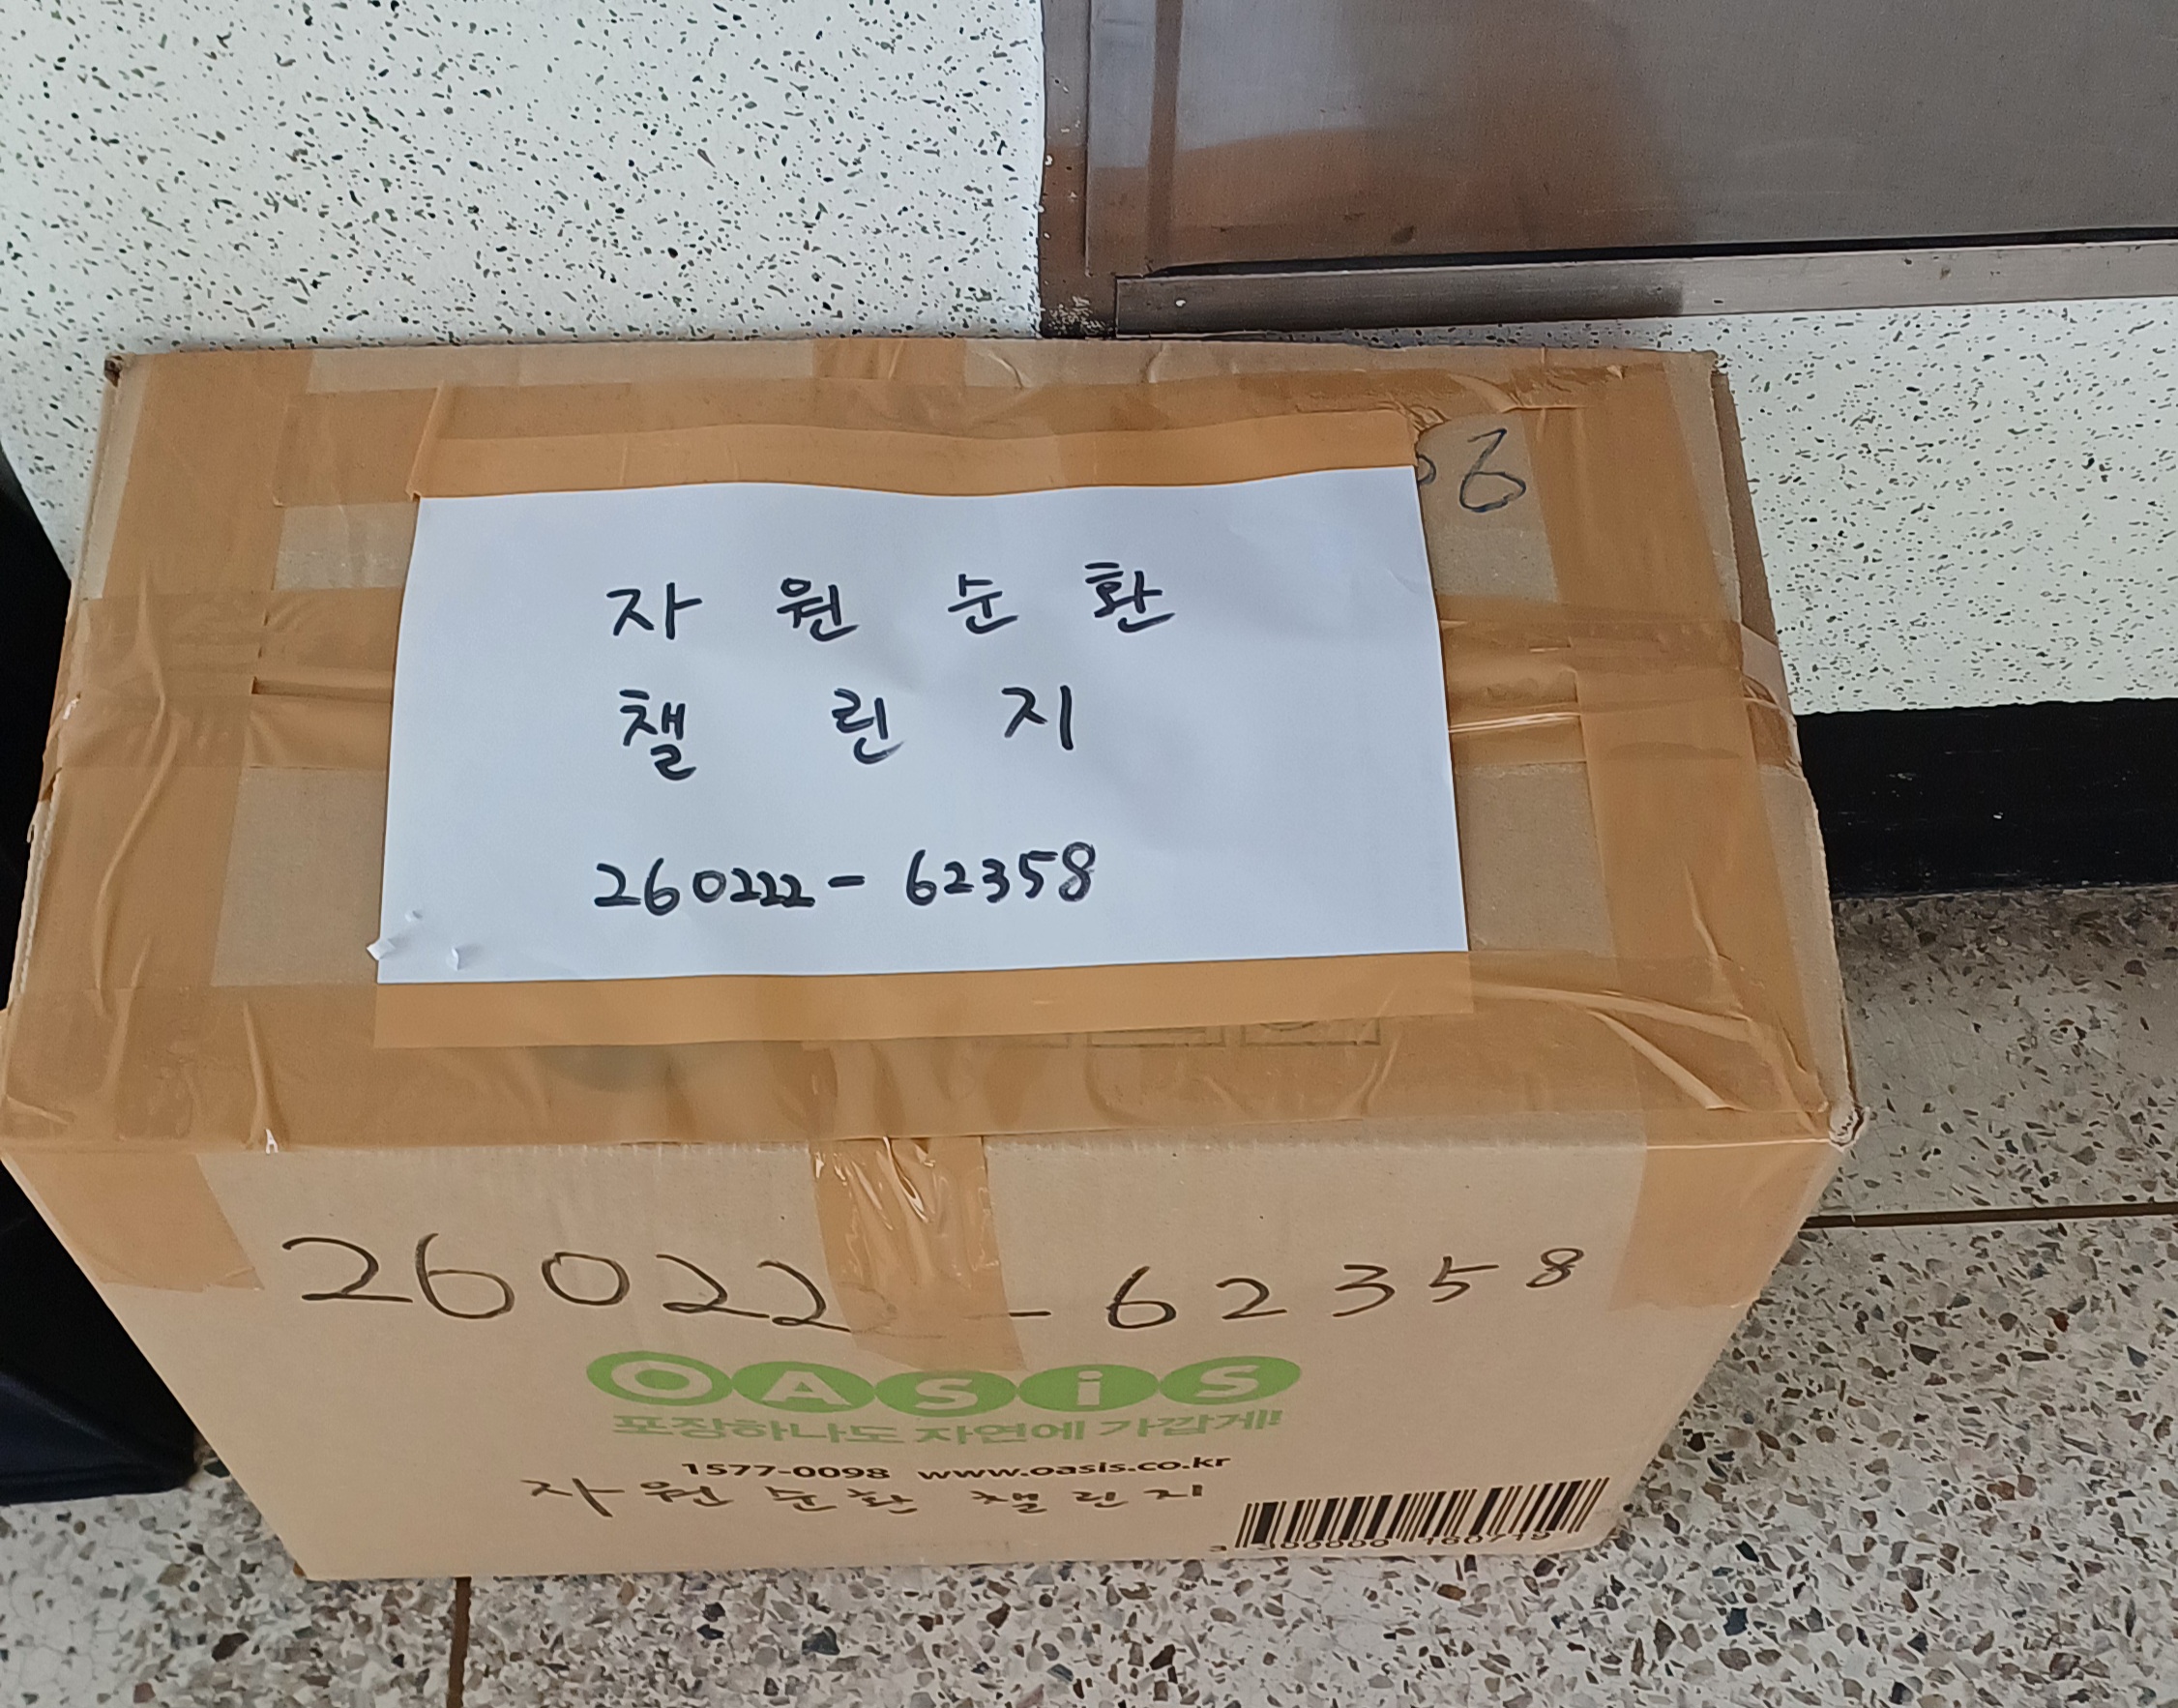 6
자 원 순 환
챌 린 지
260222 - 62358
26022 - 62358
OASiS
포장하나도 자연에 가깝게!
1577-0098 www.oasis.co.kr
자 원 순 환 챌 린 지